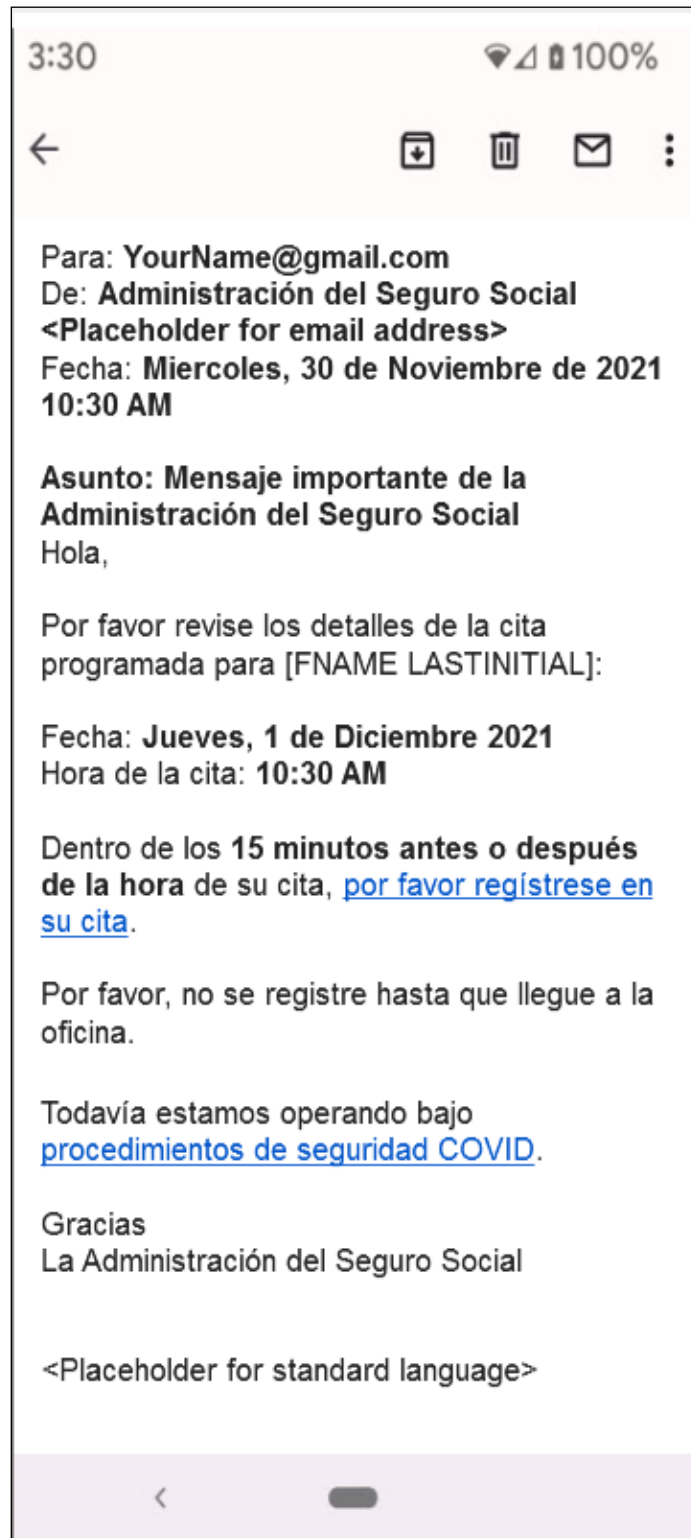 3:30
100%
Para: YourName@gmail.com
De: Administración del Seguro Social
<Placeholder for email address>
Fecha: Miercoles, 30 de Noviembre de 2021
10:30 AM
Asunto: Mensaje importante de la
Administración del Seguro Social
Hola,
Por favor revise los detalles de la cita
programada para [FNAME LASTINITIAL]:
Fecha: Jueves, 1 de Diciembre 2021
Hora de la cita: 10:30 AM
Dentro de los 15 minutos antes o después
de la hora de su cita, por favor regístrese en
su cita.
Por favor, no se registre hasta que llegue a la
oficina.
Todavía estamos operando bajo
procedimientos de seguridad COVID.
Gracias
La Administración del Seguro Social
<Placeholder for standard language>